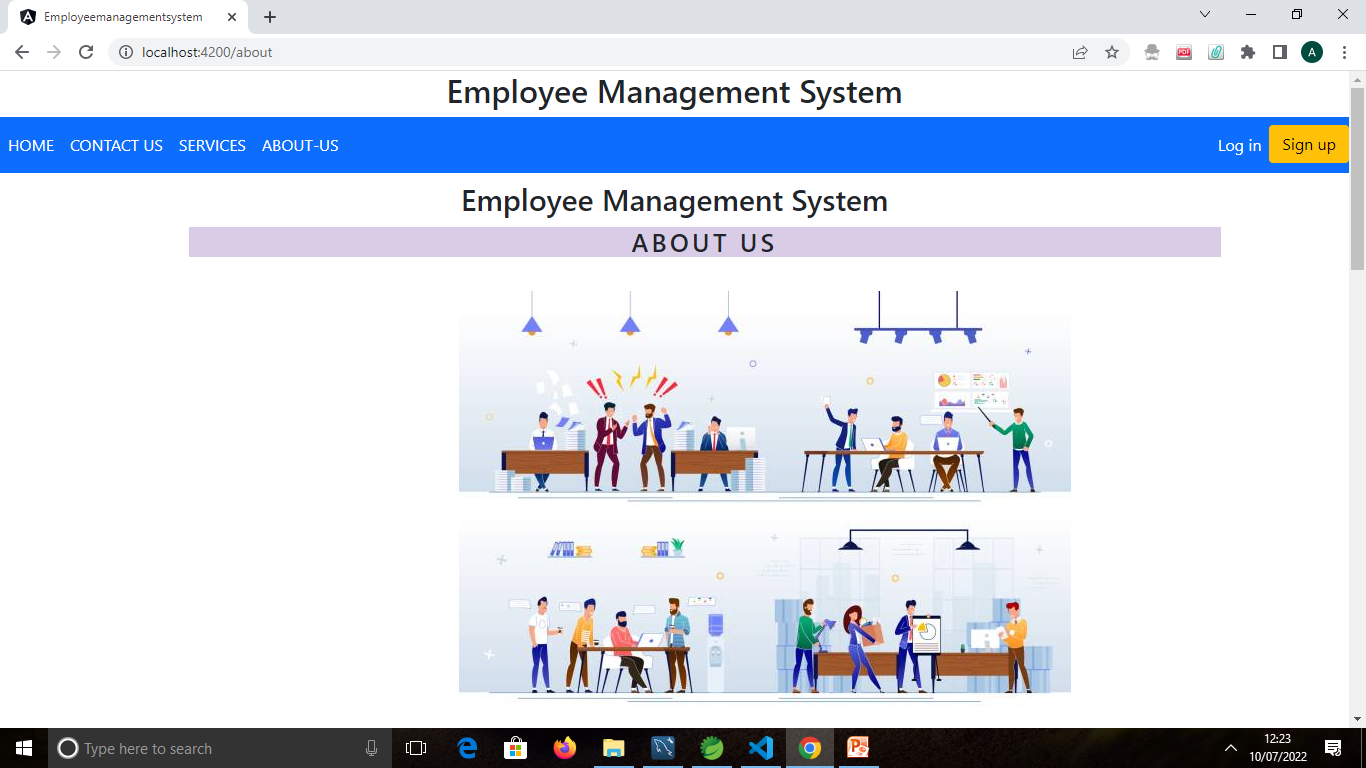 Employeemanagementsystem
localhost:4200/about
PDF
A
Employee Management System
HOME CONTACT US SERVICES ABOUT-US Log in Sign up
Employee Management System
ABOUT US
Type here to search
12:23
10/07/2022